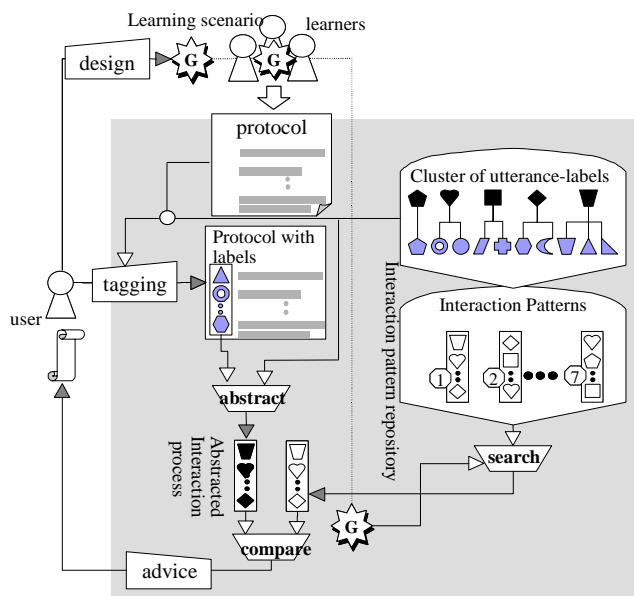 Learning scenario
learners
design
G
G
protocol
Cluster of utterance-labels
Protocol with
labels
tagging
user
Interaction Patterns
1
2
7
Interaction pattern repository
abstract
Abstracted
Interaction
process
search
G
compare
advice